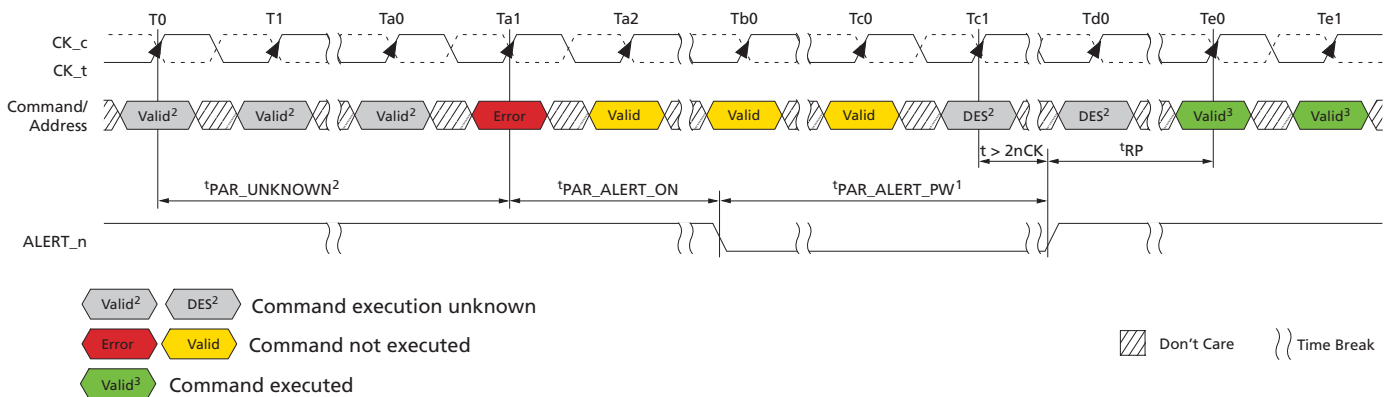 T0 T1 Ta0 Ta1 Ta2 Tb0 Tc0 Tc1 Td0 Te0 Te1
CK_c
CK_t
Command/
Address
Valid² Valid² Valid² Error Valid Valid Valid DES² DES² Valid³ Valid³
t > 2nCK
ᵗRP
ᵗPAR_UNKNOWN² ᵗPAR_ALERT_ON ᵗPAR_ALERT_PW¹
ALERT_n
Valid² DES² Command execution unknown
Error Valid Command not executed
Don't Care Time Break
Valid³ Command executed